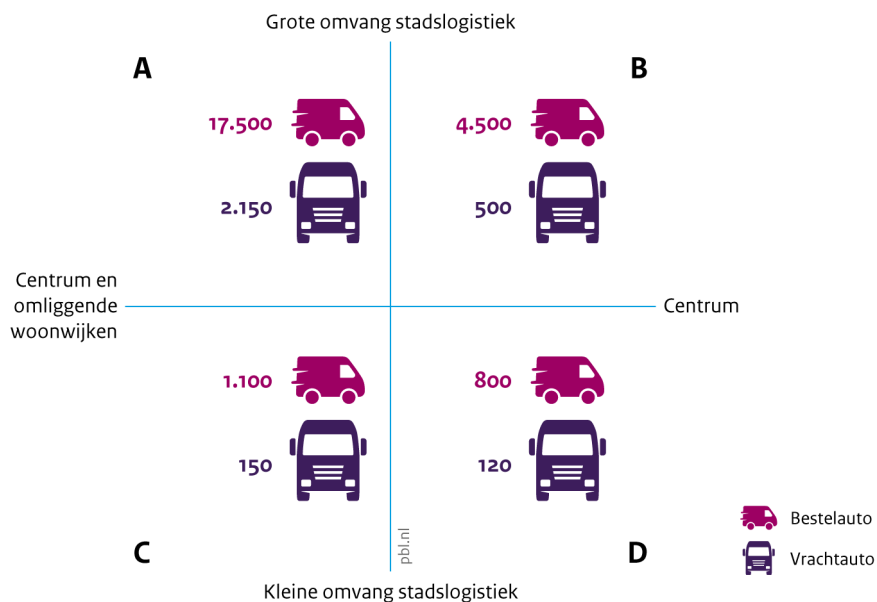 Grote omvang stadslogistiek
A
B
17.500
4.500
2.150
500
Centrum en
omliggende
woonwijken
Centrum
1.100
800
150
120
pbl.nl
C
D
Bestelauto
Vrachtauto
Kleine omvang stadslogistiek